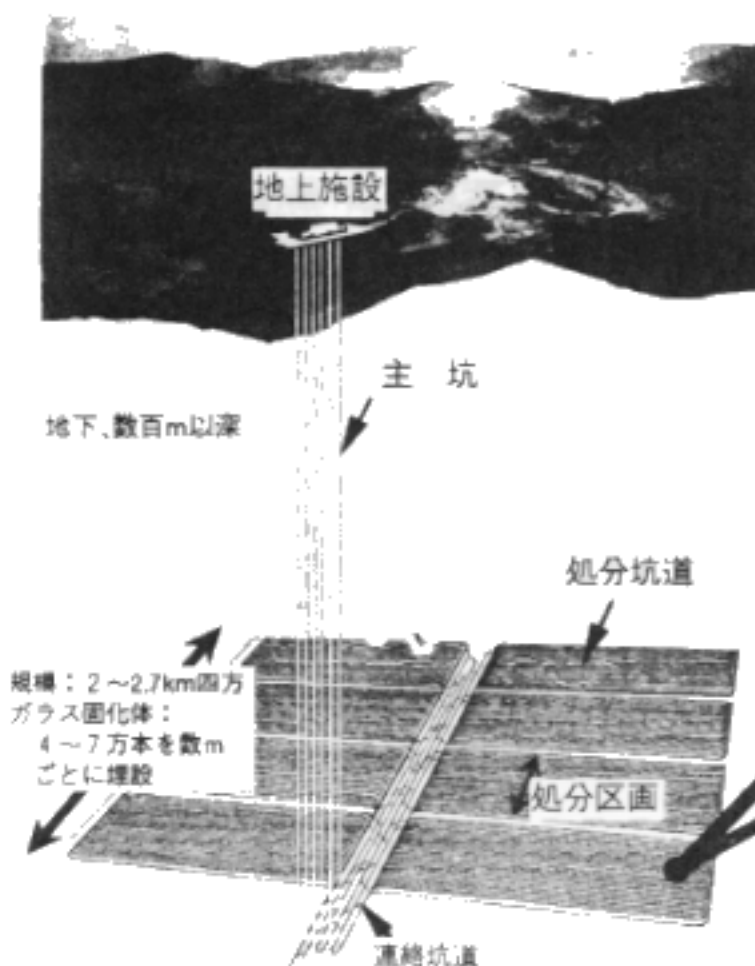 地上施設
主 坑
地下、数百m以深
処分坑道
規模：2～2.7km四方
ガラス固化体：
4～7万本を数m
ごとに埋設
処分区画
連絡坑道